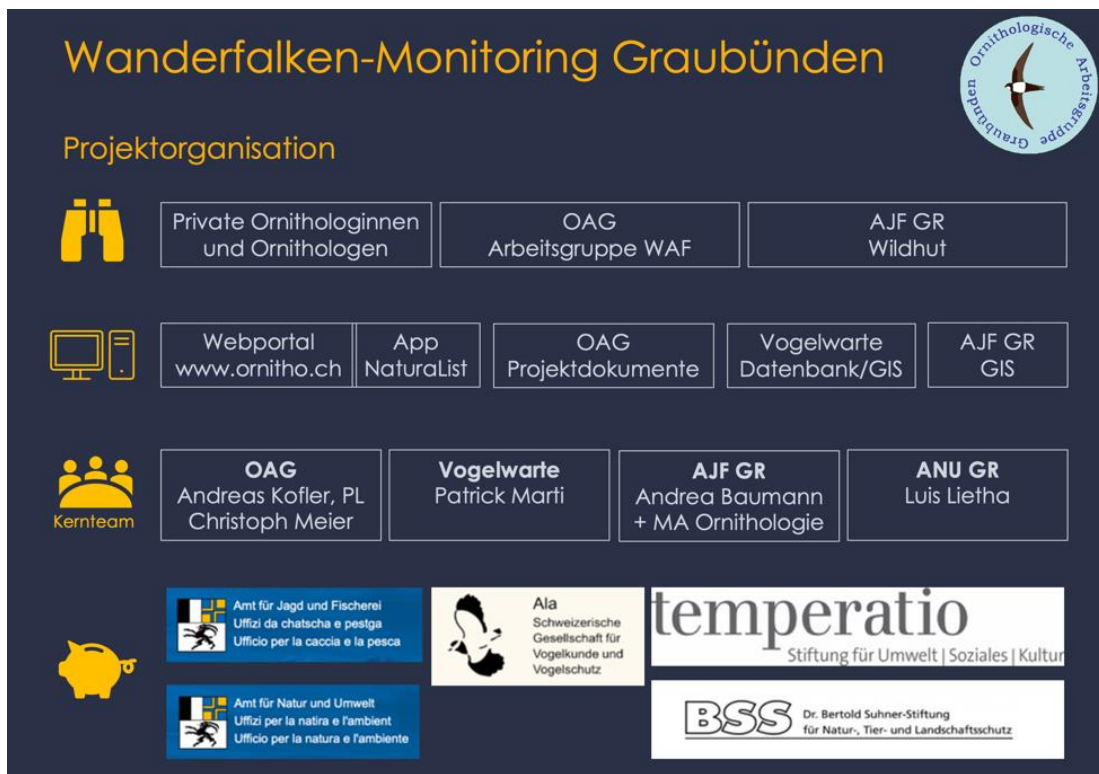 Wanderfalken-Monitoring Graubünden
Ornithologische Arbeitsgruppe Graubünden
Projektorganisation
Private Ornithologinnen
und Ornithologen
OAG
Arbeitsgruppe WAF
AJF GR
Wildhut
Webportal
www.ornitho.ch
App
NaturaList
OAG
Projektdokumente
Vogelwarte
Datenbank/GIS
AJF GR
GIS
Kernteam
OAG
Andreas Kofler, PL
Christoph Meier
Vogelwarte
Patrick Marti
AJF GR
Andrea Baumann
+ MA Ornithologie
ANU GR
Luis Lietha
Amt für Jagd und Fischerei
Uffizi da chatscha e pestga
Ufficio per la caccia e la pesca
Ala
Schweizerische
Gesellschaft für
Vogelkunde und
Vogelschutz
temperatio
Stiftung für Umwelt | Soziales | Kultur
Amt für Natur und Umwelt
Uffizi per la natira e l'ambient
Ufficio per la natura e l'ambiente
BSS
Dr. Bertold Suhner-Stiftung
für Natur-, Tier- und Landschaftsschutz